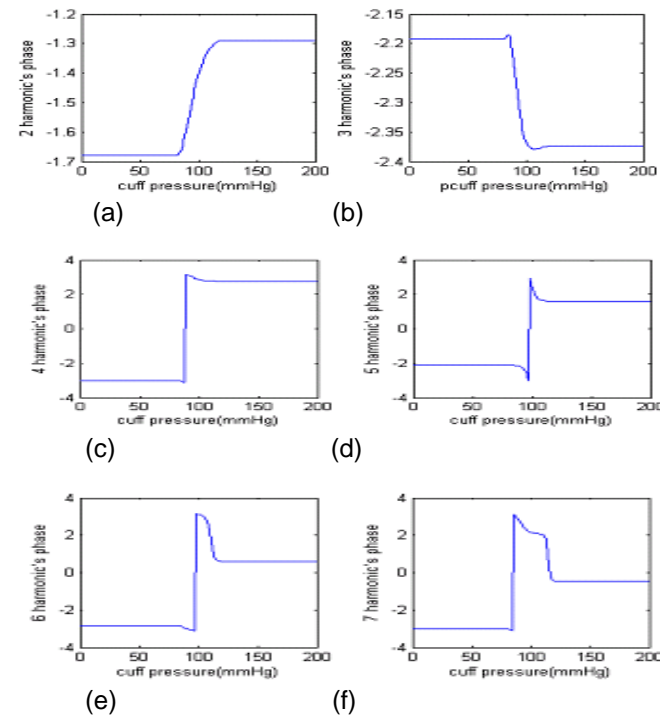 2 harmonic's phase
-1.2
-1.3
-1.4
-1.5
-1.6
-1.7
0 50 100 150 200
cuff pressure(mmHg)
(a)
3 harmonic's phase
-2.15
-2.2
-2.25
-2.3
-2.35
-2.4
0 50 100 150 200
pcuff pressure(mmHg)
(b)
4 harmonic's phase
4
2
0
-2
-4
0 50 100 150 200
cuff pressure(mmHg)
(c)
5 harmonic's phase
4
2
0
-2
-4
0 50 100 150 200
cuff pressure(mmHg)
(d)
6 harmonic's phase
4
2
0
-2
-4
0 50 100 150 200
cuff pressure(mmHg)
(e)
7 harmonic's phase
4
2
0
-2
-4
0 50 100 150 200
cuff pressure(mmHg)
(f)